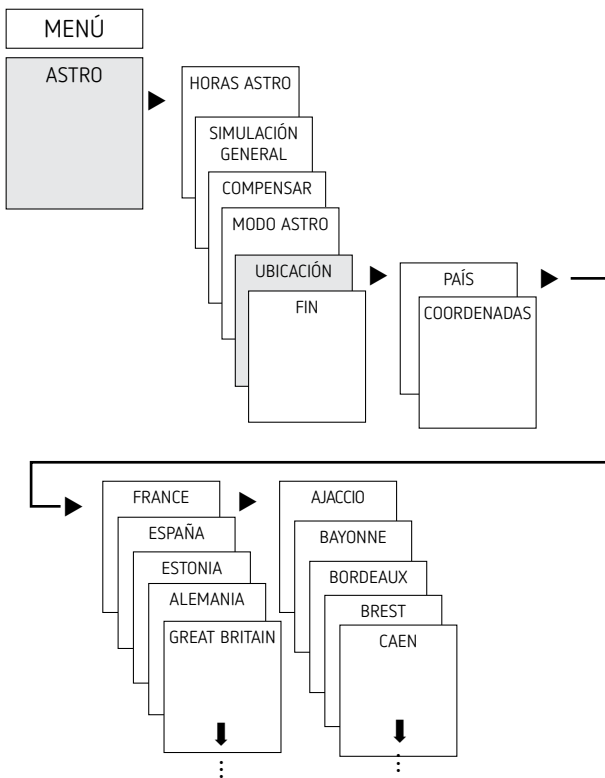 MENÚ
ASTRO
HORAS ASTRO
SIMULACIÓN
GENERAL
COMPENSAR
MODO ASTRO
UBICACIÓN
FIN
PAÍS
COORDENADAS
FRANCE
ESPAÑA
ESTONIA
ALEMANIA
GREAT BRITAIN
AJACCIO
BAYONNE
BORDEAUX
BREST
CAEN